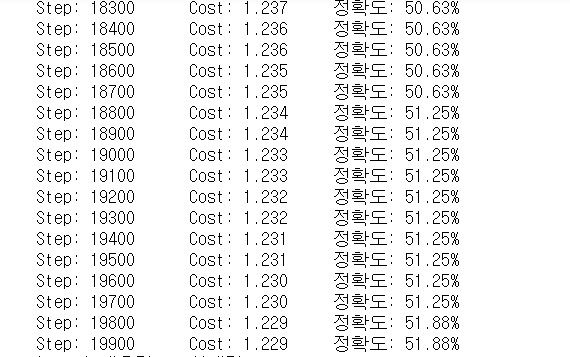 Step: 18300 Cost: 1.237 정확도: 50.63%
Step: 18400 Cost: 1.236 정확도: 50.63%
Step: 18500 Cost: 1.236 정확도: 50.63%
Step: 18600 Cost: 1.235 정확도: 50.63%
Step: 18700 Cost: 1.235 정확도: 50.63%
Step: 18800 Cost: 1.234 정확도: 51.25%
Step: 18900 Cost: 1.234 정확도: 51.25%
Step: 19000 Cost: 1.233 정확도: 51.25%
Step: 19100 Cost: 1.233 정확도: 51.25%
Step: 19200 Cost: 1.232 정확도: 51.25%
Step: 19300 Cost: 1.232 정확도: 51.25%
Step: 19400 Cost: 1.231 정확도: 51.25%
Step: 19500 Cost: 1.231 정확도: 51.25%
Step: 19600 Cost: 1.230 정확도: 51.25%
Step: 19700 Cost: 1.230 정확도: 51.25%
Step: 19800 Cost: 1.229 정확도: 51.88%
Step: 19900 Cost: 1.229 정확도: 51.88%